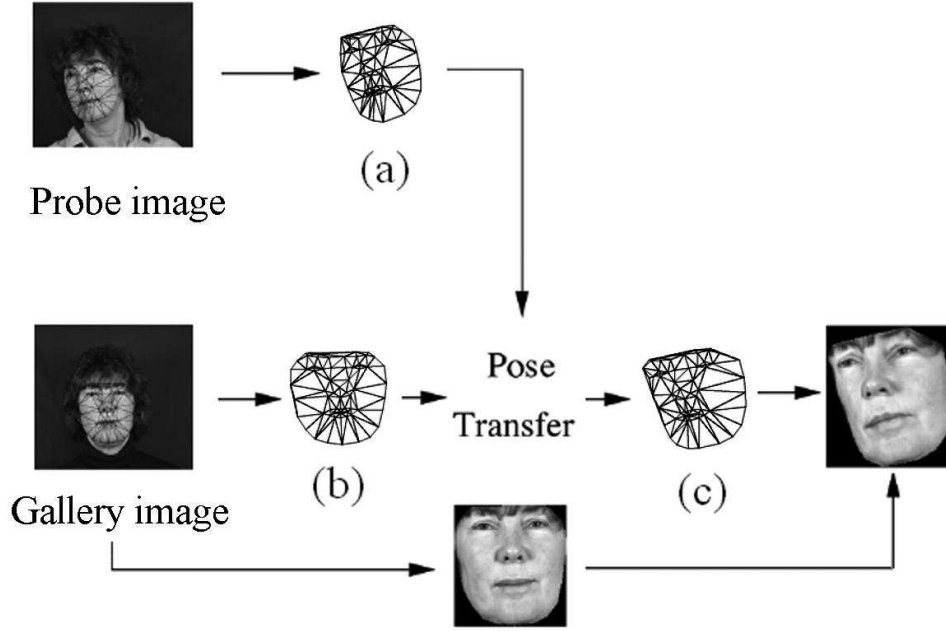 (a)
Probe image
Pose
Transfer
(b)
(c)
Gallery image